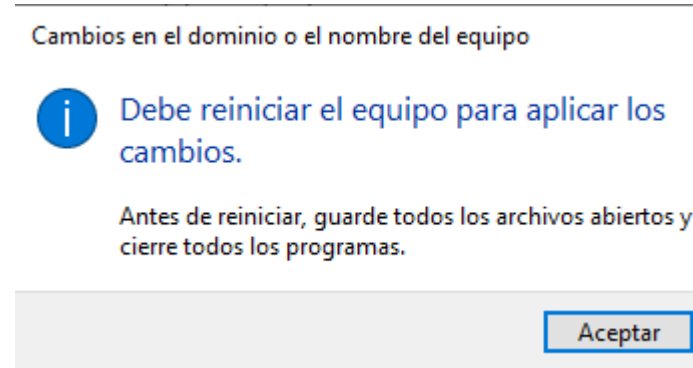 Cambios en el dominio o el nombre del equipo
Debe reiniciar el equipo para aplicar los
cambios.
Antes de reiniciar, guarde todos los archivos abiertos y
cierre todos los programas.
Aceptar